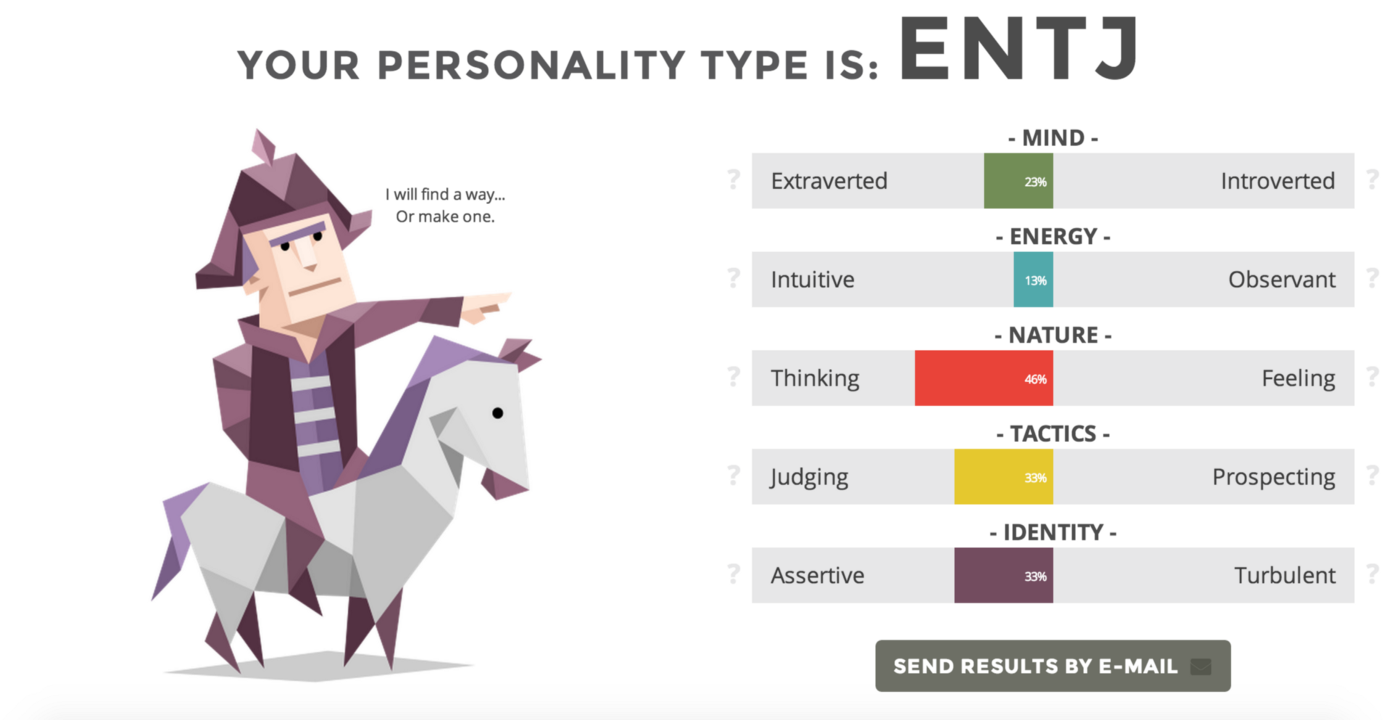 YOUR PERSONALITY TYPE IS: ENTJ
I will find a way...
Or make one.
- MIND -
? Extraverted 23% Introverted ?
- ENERGY -
? Intuitive 13% Observant ?
- NATURE -
? Thinking 46% Feeling ?
- TACTICS -
? Judging 33% Prospecting ?
- IDENTITY -
? Assertive 33% Turbulent ?
SEND RESULTS BY E-MAIL